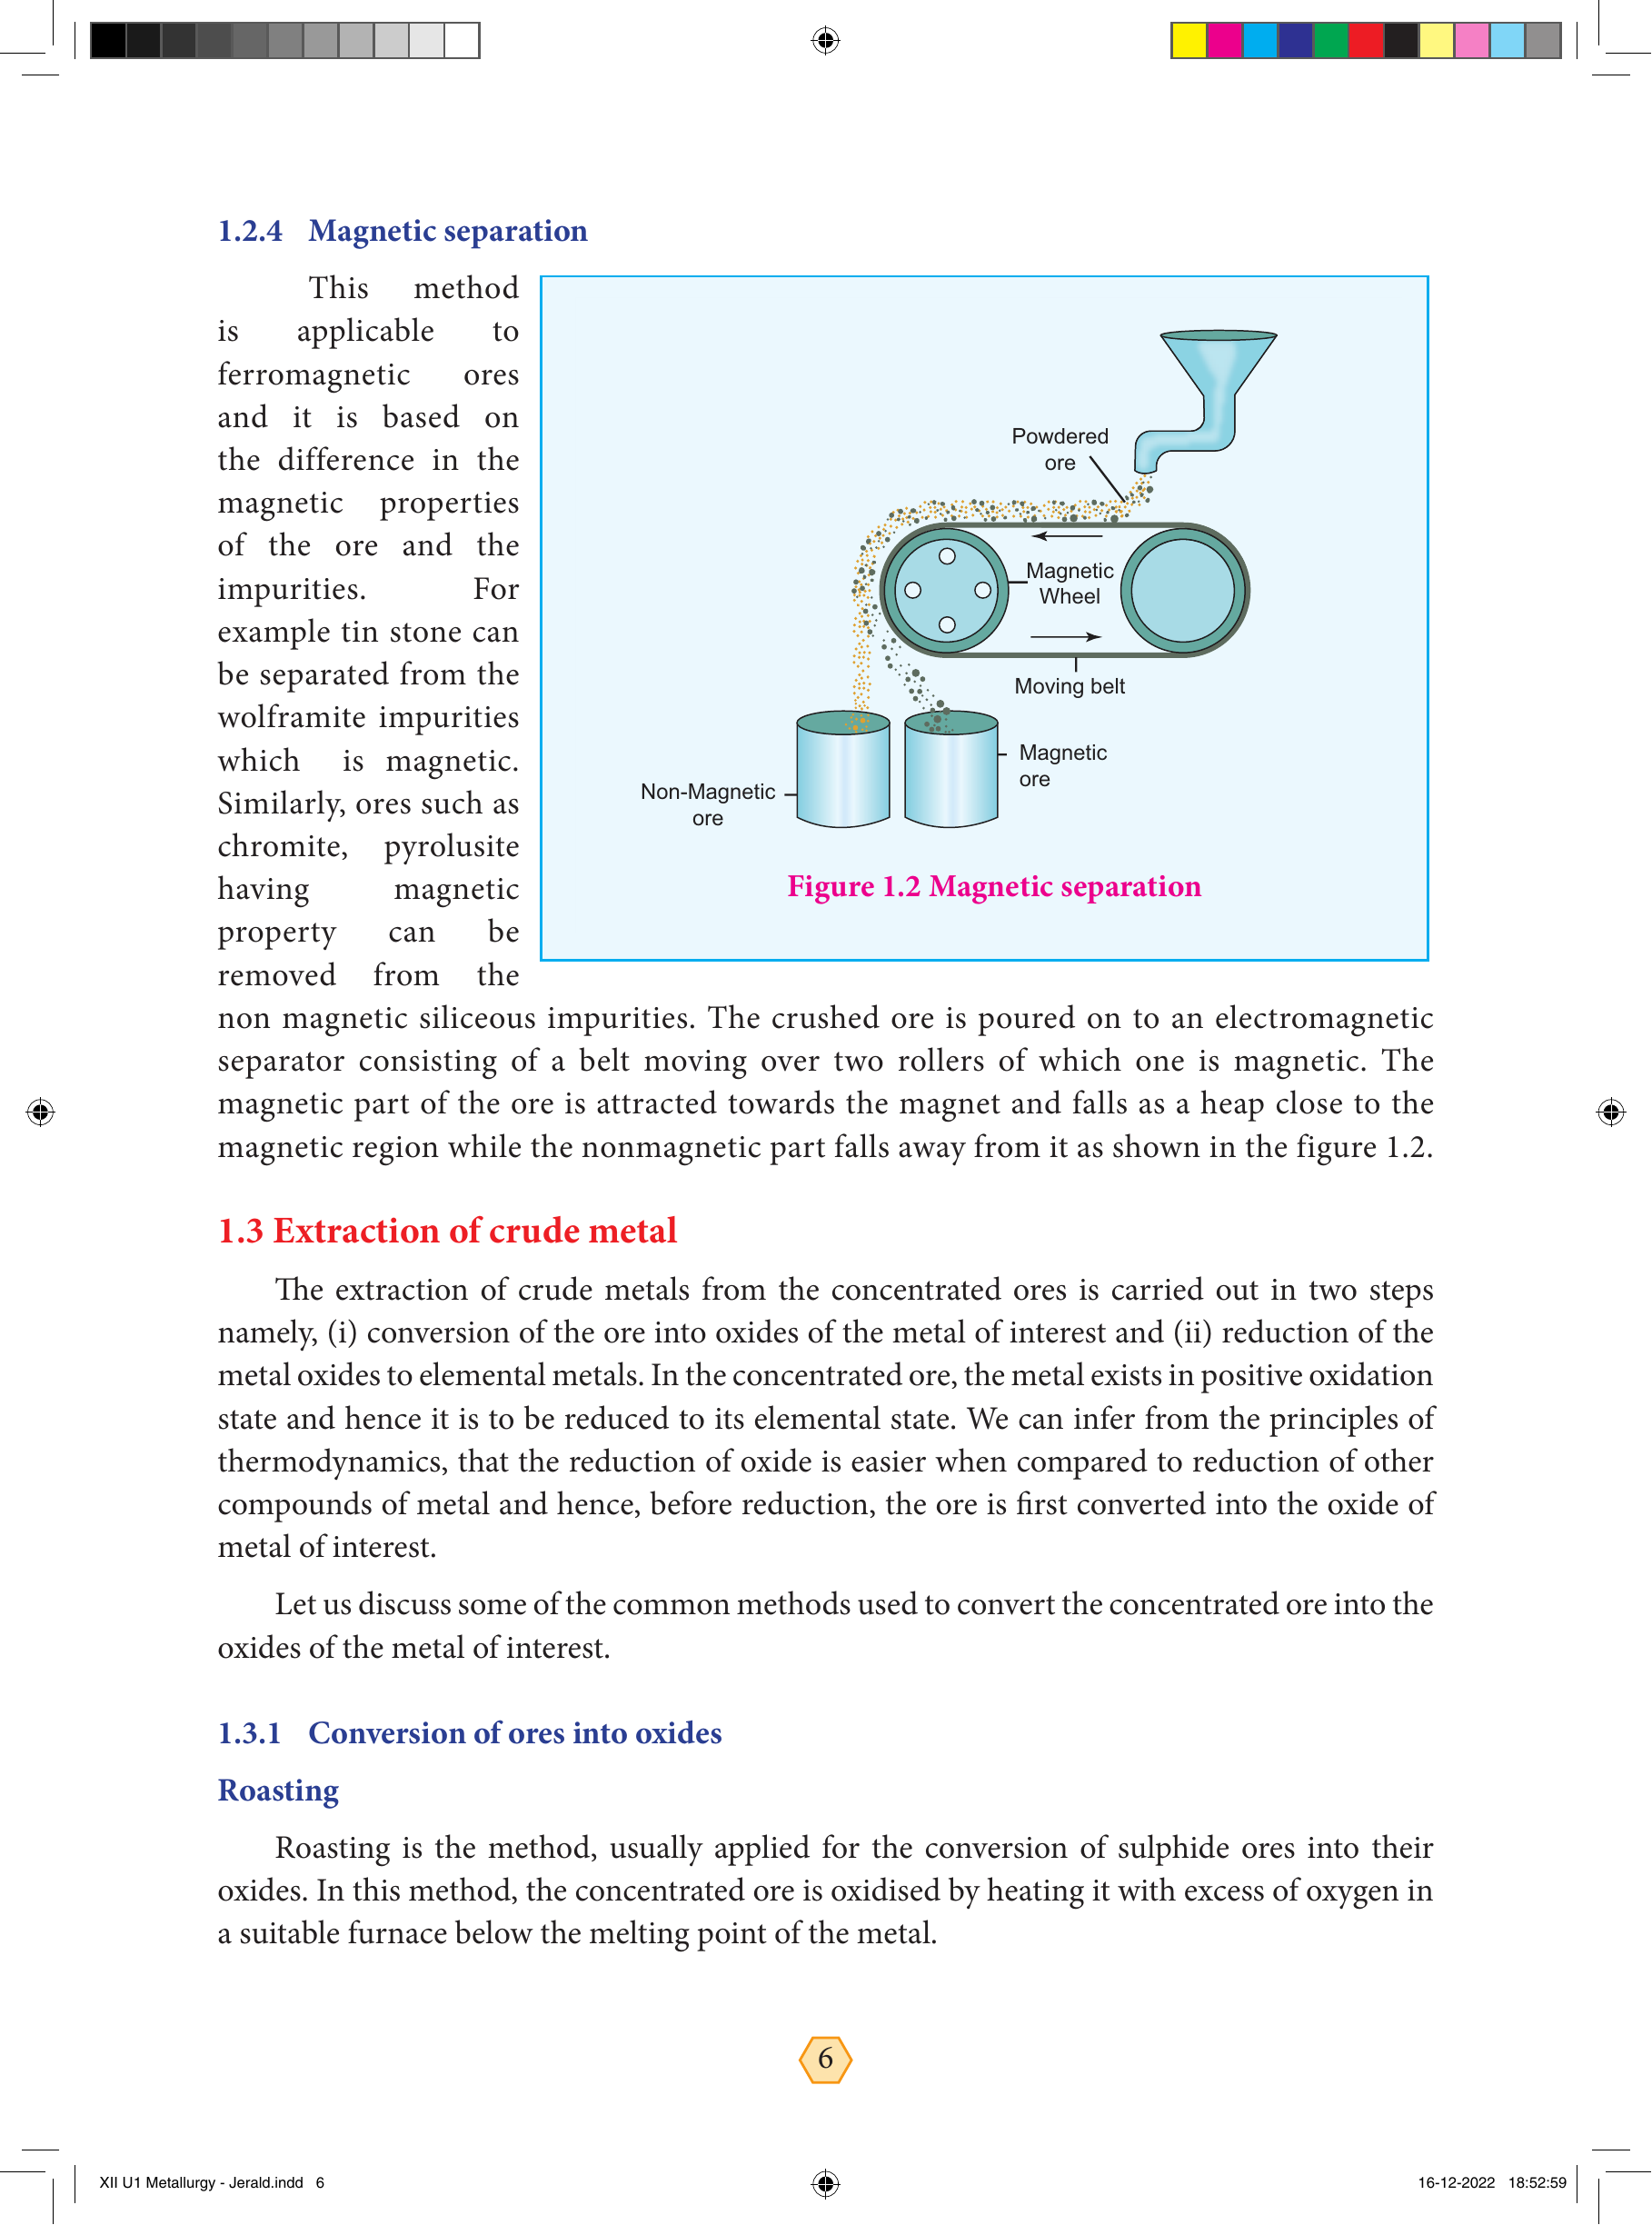 1.2.4 Magnetic separation
This method
is applicable to
ferromagnetic ores
and it is based on
the difference in the
magnetic properties
of the ore and the
impurities. For
example tin stone can
be separated from the
wolframite impurities
which is magnetic.
Similarly, ores such as
chromite, pyrolusite
having magnetic
property can be
removed from the
Powdered
ore
Magnetic
Wheel
Moving belt
Magnetic
ore
Non-Magnetic
ore
Figure 1.2 Magnetic separation
non magnetic siliceous impurities. The crushed ore is poured on to an electromagnetic
separator consisting of a belt moving over two rollers of which one is magnetic. The
magnetic part of the ore is attracted towards the magnet and falls as a heap close to the
magnetic region while the nonmagnetic part falls away from it as shown in the figure 1.2.
1.3 Extraction of crude metal
The extraction of crude metals from the concentrated ores is carried out in two steps
namely, (i) conversion of the ore into oxides of the metal of interest and (ii) reduction of the
metal oxides to elemental metals. In the concentrated ore, the metal exists in positive oxidation
state and hence it is to be reduced to its elemental state. We can infer from the principles of
thermodynamics, that the reduction of oxide is easier when compared to reduction of other
compounds of metal and hence, before reduction, the ore is first converted into the oxide of
metal of interest.
Let us discuss some of the common methods used to convert the concentrated ore into the
oxides of the metal of interest.
1.3.1 Conversion of ores into oxides
Roasting
Roasting is the method, usually applied for the conversion of sulphide ores into their
oxides. In this method, the concentrated ore is oxidised by heating it with excess of oxygen in
a suitable furnace below the melting point of the metal.
6
XII U1 Metallurgy - Jerald.indd 6
16-12-2022 18:52:59